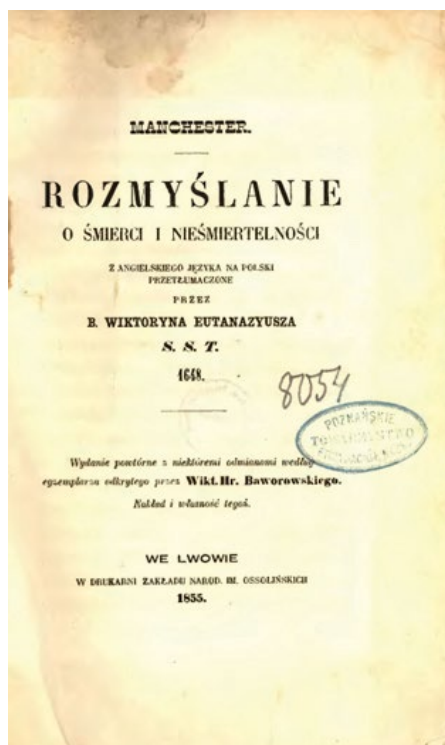 MANCHESTER.
ROZMYŚLANIE
O ŚMIERCI I NIEŚMIERTELNOŚCI
Z ANGIELSKIEGO JĘZYKA NA POLSKI
PRZETŁUMACZONE
PRZEZ
B. WIKTORYNA EUTANAZYUSZA
S. S. T.
1648.
8054
POZNAŃSKIE
Wydanie powtórne z niektóremi odmianami według
egzemplarza odkrytego przez Wikt. Hr. Baworowskiego.
Nakład i własność tegoż.
WE LWOWIE
W DRUKARNI ZAKŁADU NAROD. IM. OSSOLIŃSKICH
1855.